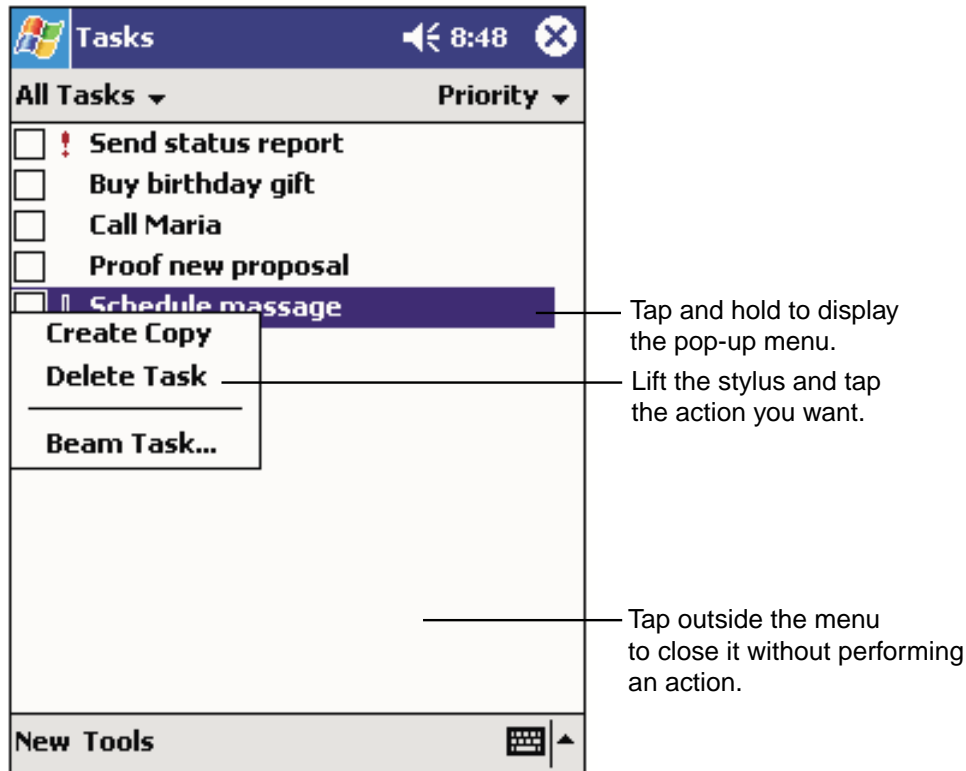 Tasks 8:48
All Tasks Priority
! Send status report
Buy birthday gift
Call Maria
Proof new proposal
Schedule massage
Create Copy
Delete Task
Beam Task...
Tap and hold to display
the pop-up menu.
Lift the stylus and tap
the action you want.
Tap outside the menu
to close it without performing
an action.
New Tools